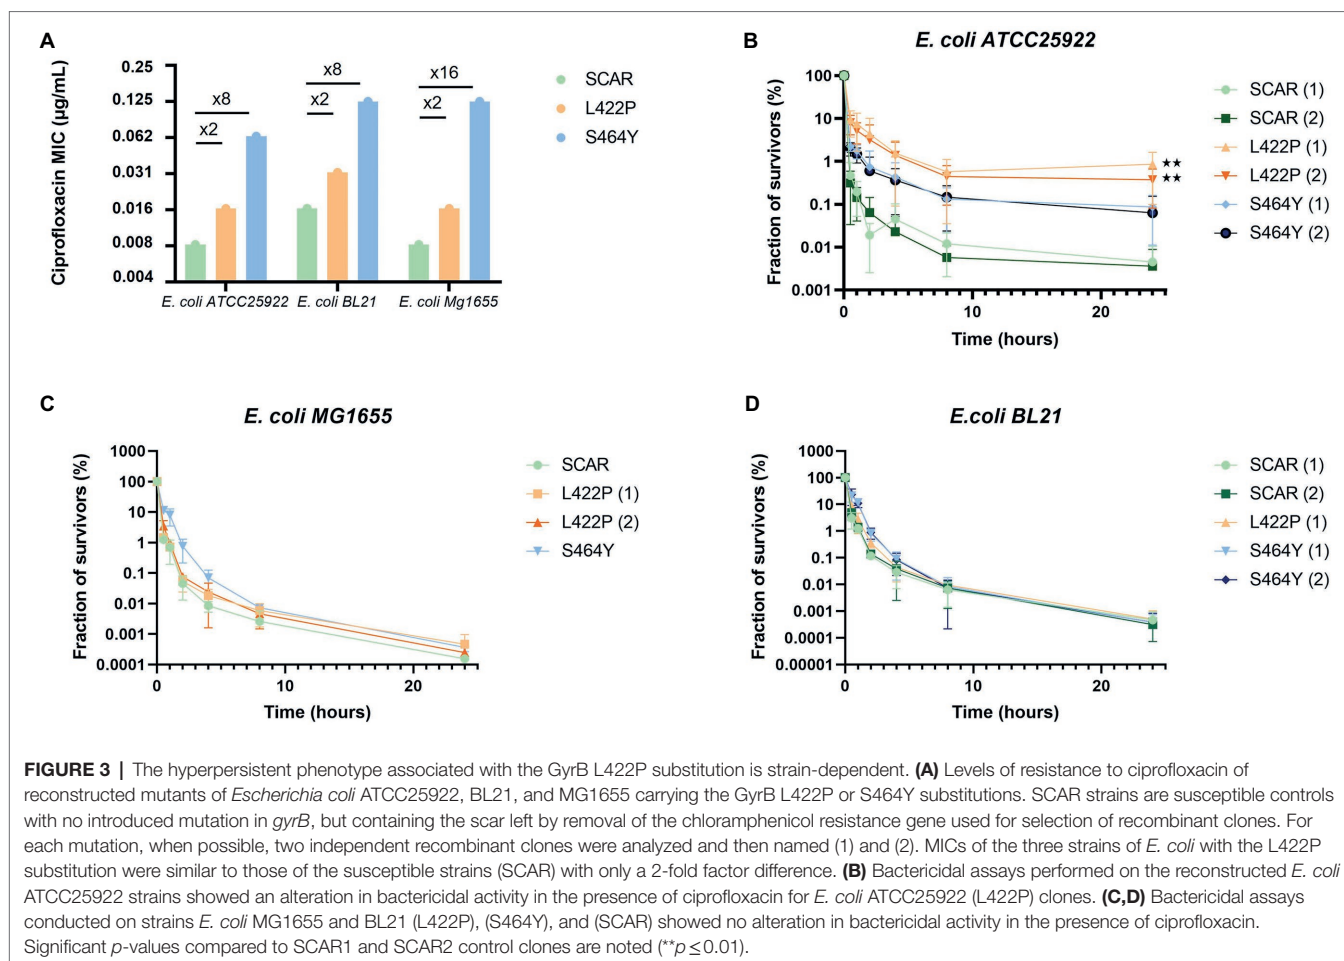 A
Ciprofloxacin MIC (µg/mL)
0.25
0.125
0.062
0.031
0.016
0.008
0.004
x8
x2
x8
x2
x16
x2
E. coli ATCC25922
E. coli BL21
E. coli Mg1655
SCAR
L422P
S464Y
B
E. coli ATCC25922
Fraction of survivors (%)
100
10
1
0.1
0.01
0.001
0
10
20
Time (hours)
★★
★★
SCAR (1)
SCAR (2)
L422P (1)
L422P (2)
S464Y (1)
S464Y (2)
C
E. coli MG1655
Fraction of survivors (%)
1000
100
10
1
0.1
0.01
0.001
0.0001
0
10
20
Time (hours)
SCAR
L422P (1)
L422P (2)
S464Y
D
E.coli BL21
Fraction of survivors (%)
1000
100
10
1
0.1
0.01
0.001
0.0001
0.00001
0
10
20
Time (hours)
SCAR (1)
SCAR (2)
L422P (1)
S464Y (1)
S464Y (2)
FIGURE 3 | The hyperpersistent phenotype associated with the GyrB L422P substitution is strain-dependent. (A) Levels of resistance to ciprofloxacin of
reconstructed mutants of Escherichia coli ATCC25922, BL21, and MG1655 carrying the GyrB L422P or S464Y substitutions. SCAR strains are susceptible controls
with no introduced mutation in gyrB, but containing the scar left by removal of the chloramphenicol resistance gene used for selection of recombinant clones. For
each mutation, when possible, two independent recombinant clones were analyzed and then named (1) and (2). MICs of the three strains of E. coli with the L422P
substitution were similar to those of the susceptible strains (SCAR) with only a 2-fold factor difference. (B) Bactericidal assays performed on the reconstructed E. coli
ATCC25922 strains showed an alteration in bactericidal activity in the presence of ciprofloxacin for E. coli ATCC25922 (L422P) clones. (C,D) Bactericidal assays
conducted on strains E. coli MG1655 and BL21 (L422P), (S464Y), and (SCAR) showed no alteration in bactericidal activity in the presence of ciprofloxacin.
Significant p-values compared to SCAR1 and SCAR2 control clones are noted (**p ≤ 0.01).